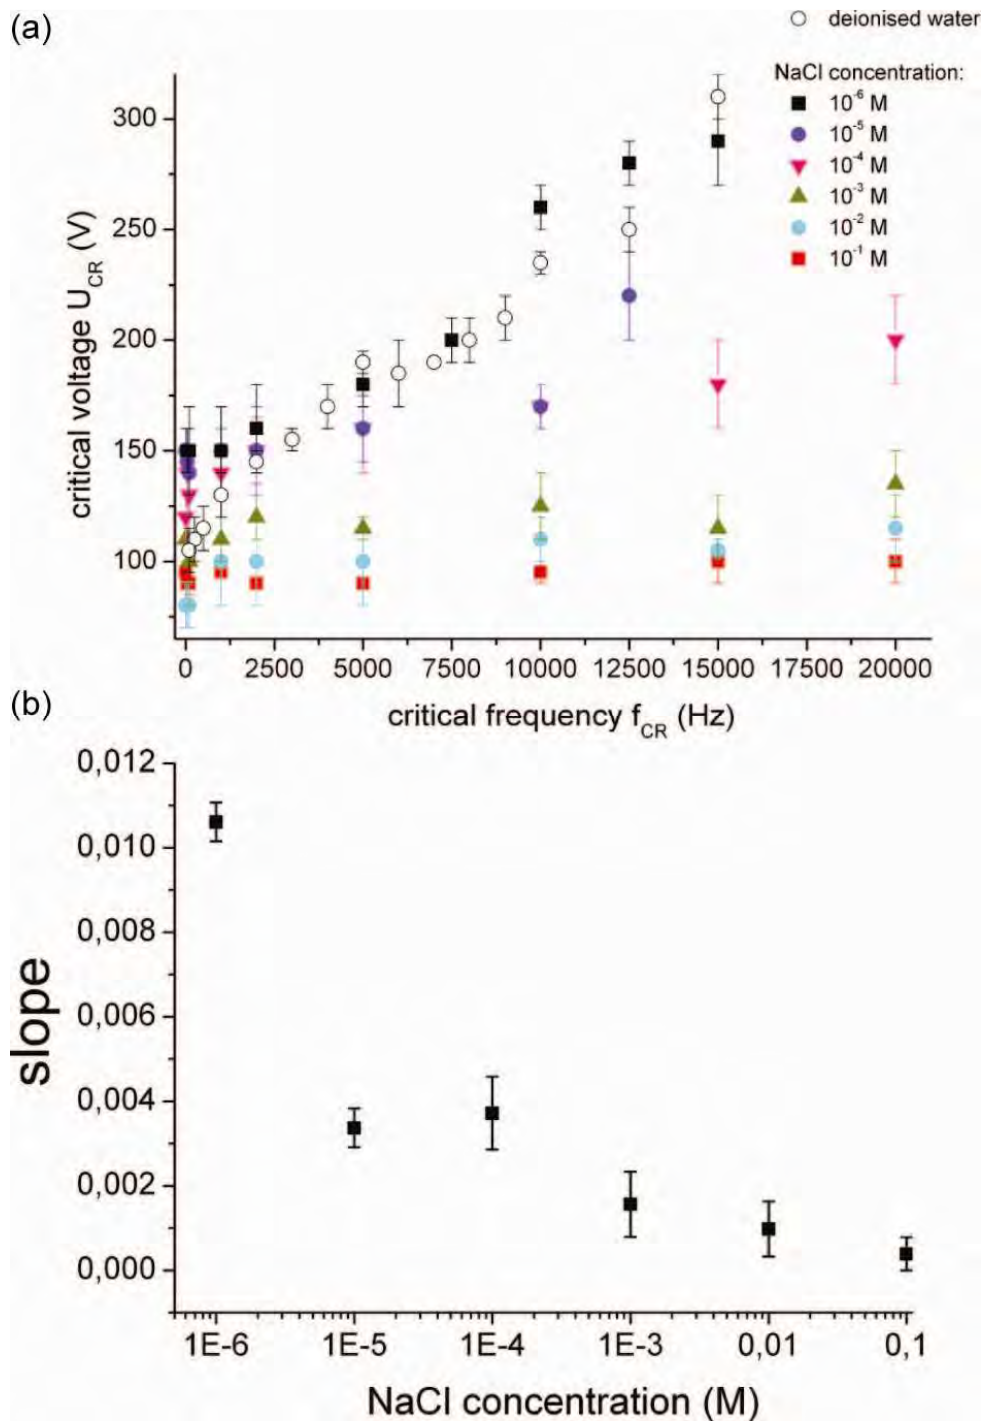 (a)
deionised water
NaCl concentration:
10⁻⁶ M
10⁻⁵ M
10⁻⁴ M
10⁻³ M
10⁻² M
10⁻¹ M
critical voltage U_CR (V)
300
250
200
150
100
0 2500 5000 7500 10000 12500 15000 17500 20000
critical frequency f_CR (Hz)
(b)
slope
0,012
0,010
0,008
0,006
0,004
0,002
0,000
1E-6 1E-5 1E-4 1E-3 0,01 0,1
NaCl concentration (M)